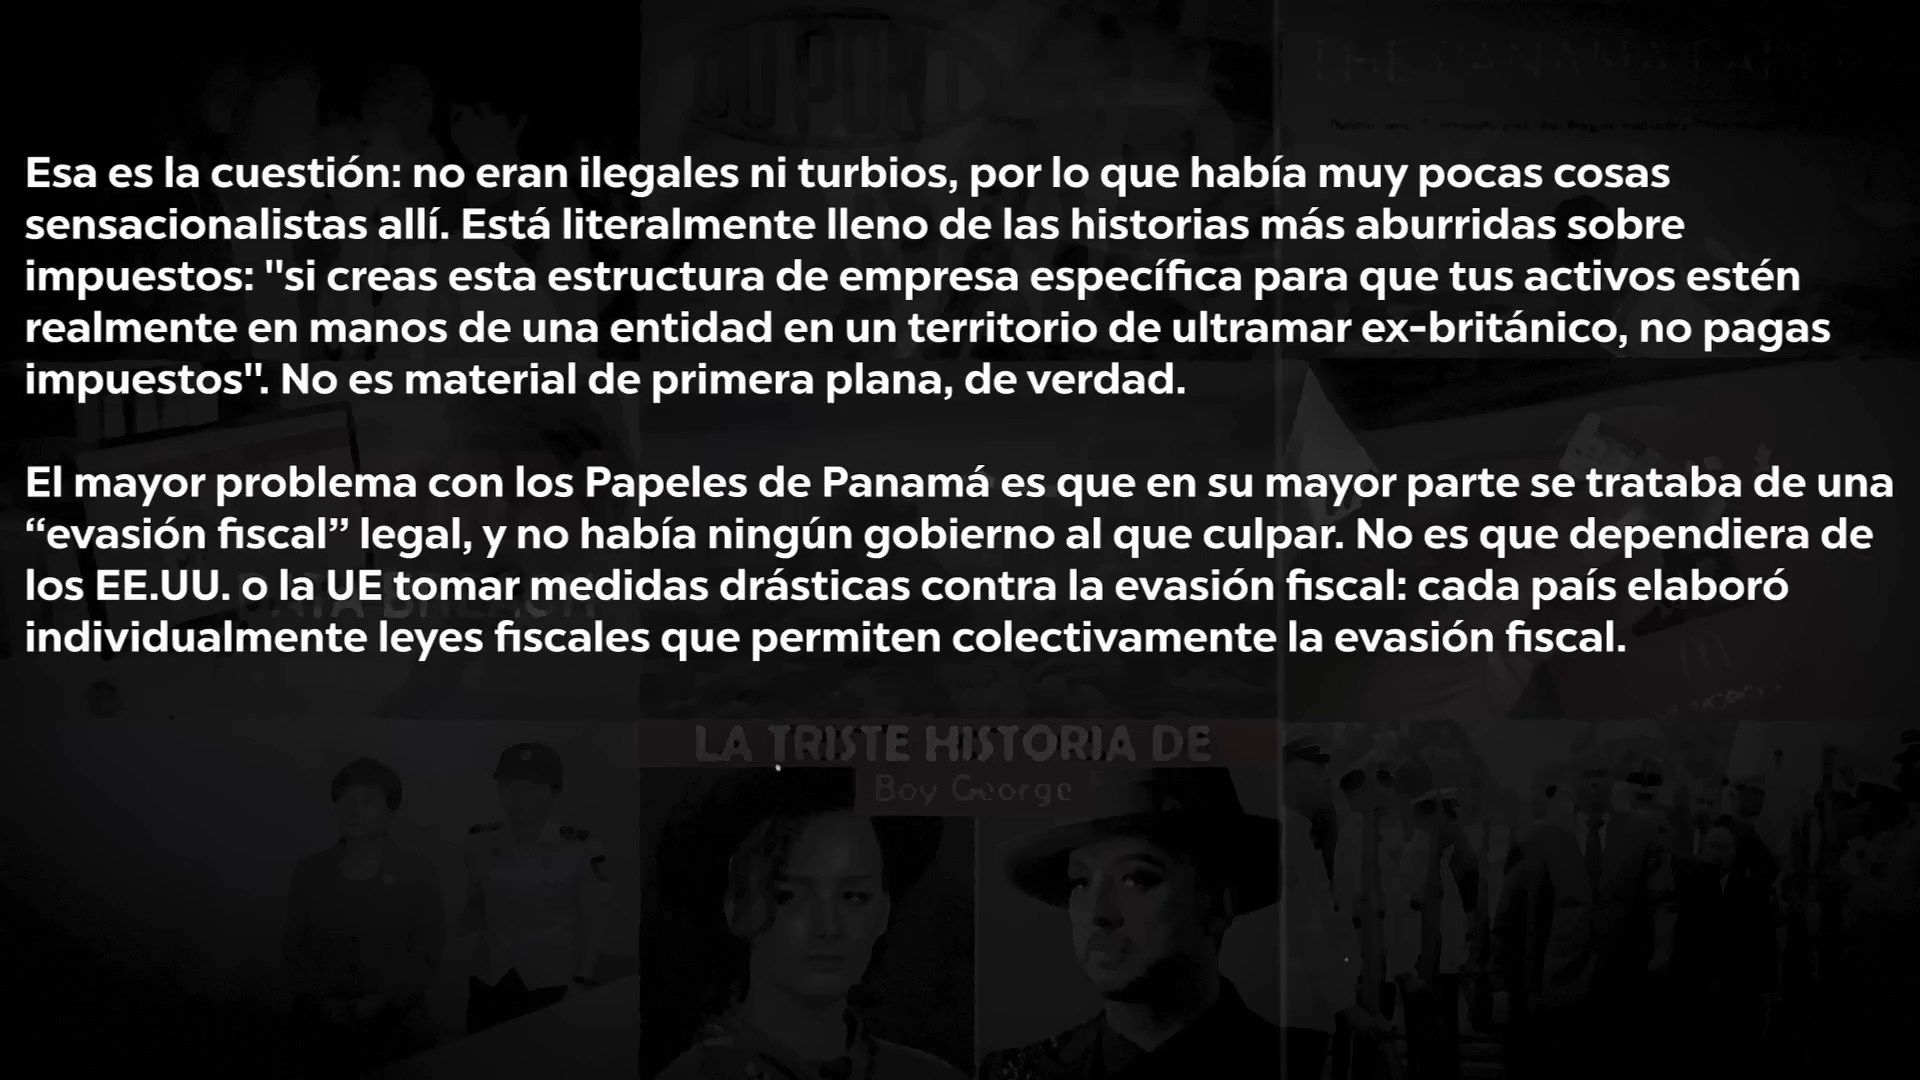 Esa es la cuestión: no eran ilegales ni turbios, por lo que había muy pocas cosas
sensacionalistas allí. Está literalmente lleno de las historias más aburridas sobre
impuestos: "si creas esta estructura de empresa específica para que tus activos estén
realmente en manos de una entidad en un territorio de ultramar ex-británico, no pagas
impuestos". No es material de primera plana, de verdad.
El mayor problema con los Papeles de Panamá es que en su mayor parte se trataba de una
“evasión fiscal” legal, y no había ningún gobierno al que culpar. No es que dependiera de
los EE.UU. o la UE tomar medidas drásticas contra la evasión fiscal: cada país elaboró
individualmente leyes fiscales que permiten colectivamente la evasión fiscal.
DATA BREACH
LA TRISTE HISTORIA DE
Boy George